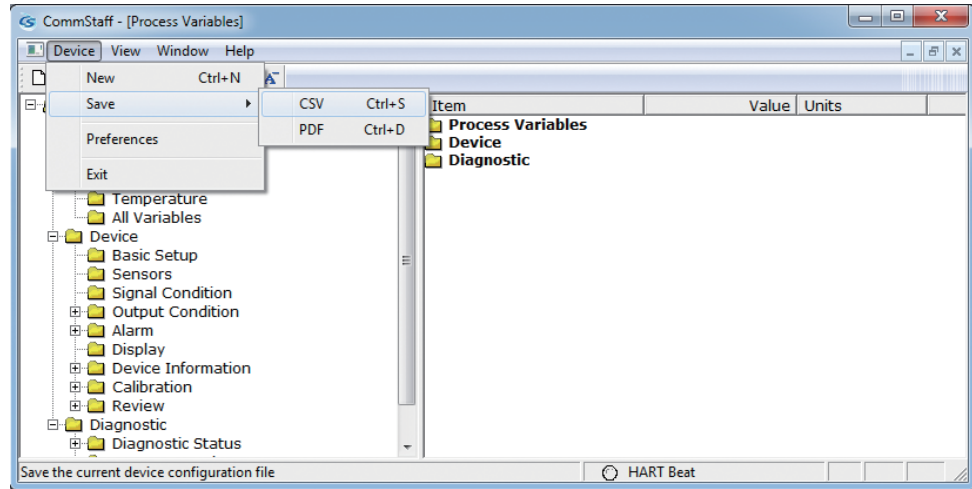 CommStaff - [Process Variables]
Device View Window Help
New Ctrl+N
Save
Preferences
Exit
CSV Ctrl+S
PDF Ctrl+D
Item Value Units
Process Variables
Device
Diagnostic
Temperature
All Variables
Device
Basic Setup
Sensors
Signal Condition
Output Condition
Alarm
Display
Device Information
Calibration
Review
Diagnostic
Diagnostic Status
Save the current device configuration file
HART Beat